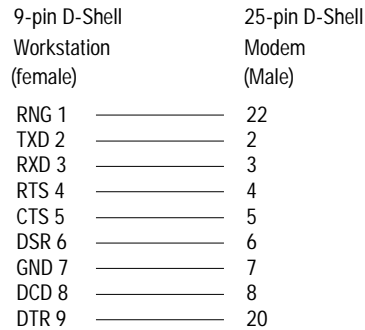 9-pin D-Shell 25-pin D-Shell
Workstation Modem
(female) (Male)
RNG 1 22
TXD 2 2
RXD 3 3
RTS 4 4
CTS 5 5
DSR 6 6
GND 7 7
DCD 8 8
DTR 9 20